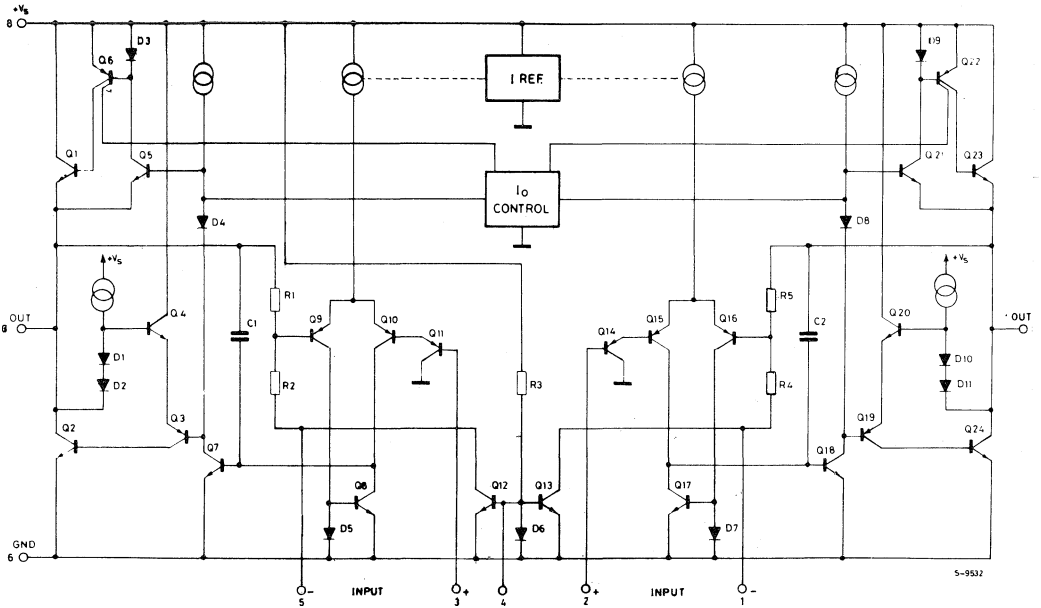 +Vs
8
D3
D9
Q6
Q22
I REF.
Q1
Q5
Q21
Q23
Io
CONTROL
D4
D8
+Vs
+Vs
OUT
Q4
R1
Q9
Q10
Q11
C1
R5
Q14
Q15
Q16
C2
Q20
OUT
D1
D2
R2
R3
R4
D10
D11
Q2
Q3
Q7
Q19
Q24
Q18
Q8
Q12
Q13
Q17
D5
D6
D7
GND
6
S-9532
5 −
INPUT
3 +
4
2 +
INPUT
1 −